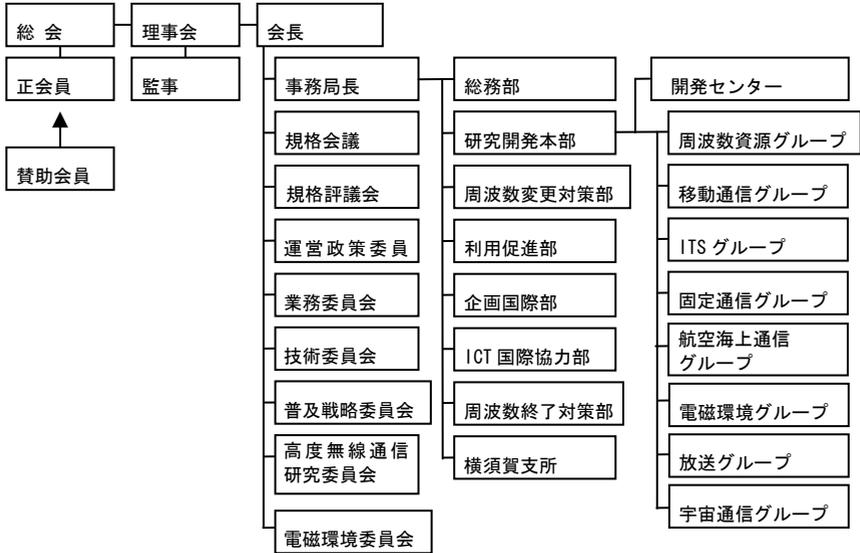 総 会
理事会
会長
正会員
監事
賛助会員
事務局長
規格会議
規格評議会
運営政策委員
業務委員会
技術委員会
普及戦略委員会
高度無線通信
研究委員会
電磁環境委員会
総務部
研究開発本部
周波数変更対策部
利用促進部
企画国際部
ICT 国際協力部
周波数終了対策部
横須賀支所
開発センター
周波数資源グループ
移動通信グループ
ITS グループ
固定通信グループ
航空海上通信
グループ
電磁環境グループ
放送グループ
宇宙通信グループ